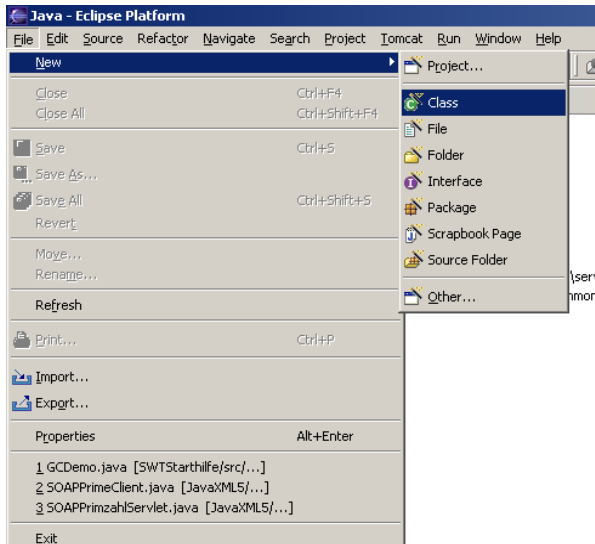 Java - Eclipse Platform
File Edit Source Refactor Navigate Search Project Tomcat Run Window Help
New
Close Ctrl+F4
Close All Ctrl+Shift+F4
Save Ctrl+S
Save As...
Save All Ctrl+Shift+S
Revert
Move...
Rename...
Refresh
Print... Ctrl+P
Import...
Export...
Properties Alt+Enter
1 GCDemo.java [SWTStarthilfe/src/...]
2 SOAPPrimeClient.java [JavaXML5/...]
3 SOAPPrimzahlServlet.java [JavaXML5/...]
Exit
Project...
Class
File
Folder
Interface
Package
Scrapbook Page
Source Folder
Other...